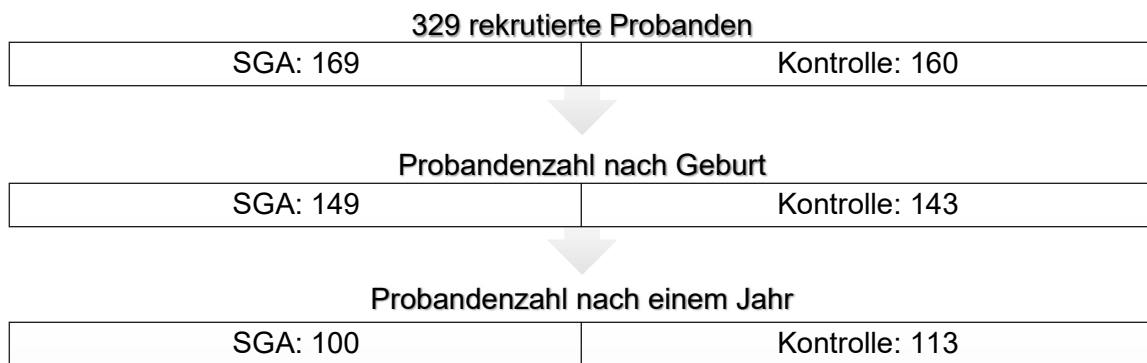 329 rekrutierte Probanden
SGA: 169 Kontrolle: 160
Probandenzahl nach Geburt
SGA: 149 Kontrolle: 143
Probandenzahl nach einem Jahr
SGA: 100 Kontrolle: 113